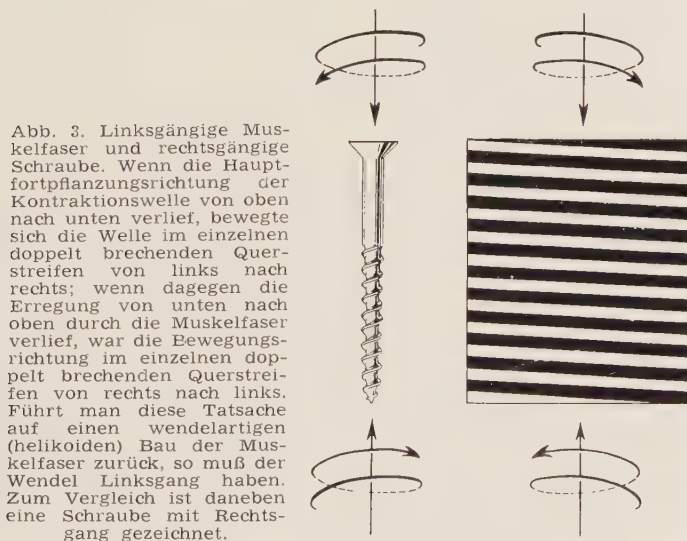 Abb. 3. Linksgängige Mus-
kelfaser und rechtsgängige
Schraube. Wenn die Haupt-
fortpflanzungsrichtung der
Kontraktionswelle von oben
nach unten verlief, bewegte
sich die Welle im einzelnen
doppelt brechenden Quer-
streifen von links nach
rechts; wenn dagegen die
Erregung von unten nach
oben durch die Muskelfaser
verlief, war die Bewegungs-
richtung im einzelnen dop-
pelt brechenden Querstrei-
fen von rechts nach links.
Führt man diese Tatsache
auf einen wendelartigen
(helikoiden) Bau der Mus-
kelfaser zurück, so muß der
Wendel Linksgang haben.
Zum Vergleich ist daneben
eine Schraube mit Rechts-
gang gezeichnet.